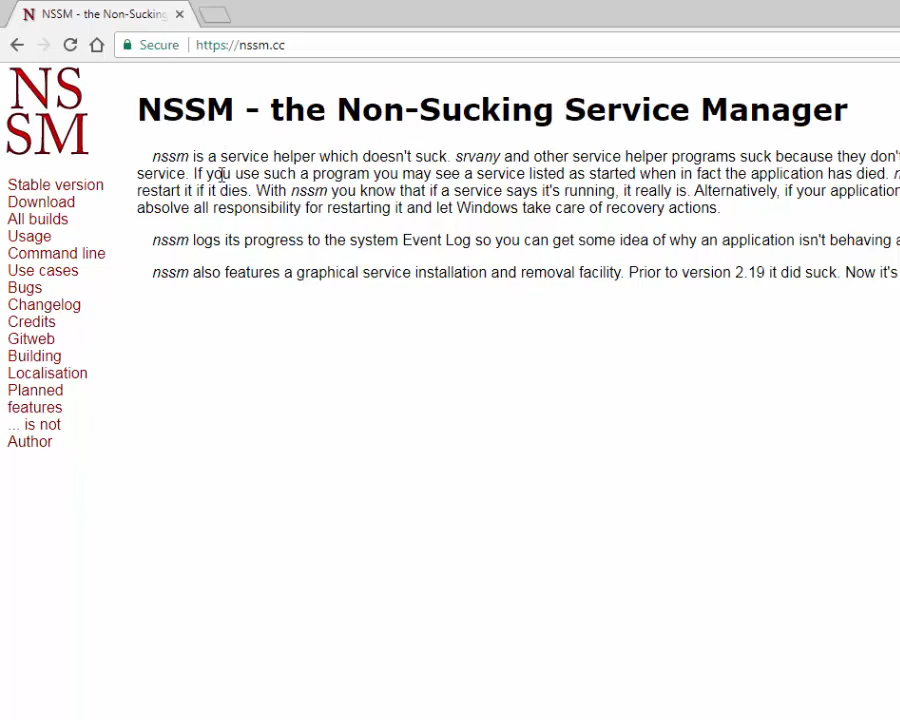 NSSM - the Non-Sucking
Secure | https://nssm.cc
NS
SM
NSSM - the Non-Sucking Service Manager
nssm is a service helper which doesn't suck. srvany and other service helper programs suck because they don'
service. If you use such a program you may see a service listed as started when in fact the application has died.
restart it if it dies. With nssm you know that if a service says it's running, it really is. Alternatively, if your application
absolve all responsibility for restarting it and let Windows take care of recovery actions.
nssm logs its progress to the system Event Log so you can get some idea of why an application isn't behaving a
nssm also features a graphical service installation and removal facility. Prior to version 2.19 it did suck. Now it's
Stable version
Download
All builds
Usage
Command line
Use cases
Bugs
Changelog
Credits
Gitweb
Building
Localisation
Planned
features
... is not
Author